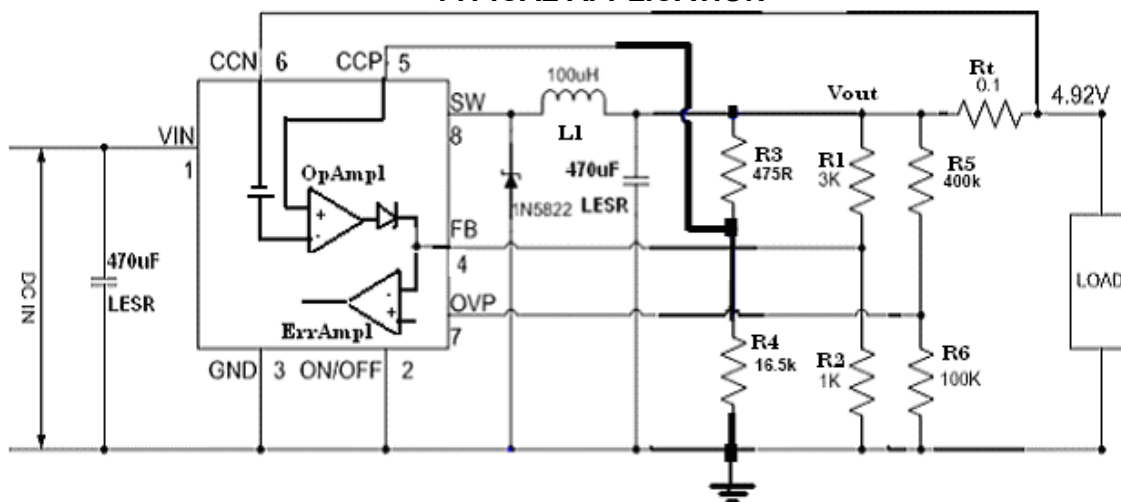 TYPICAL APPLICATION
CCN 6 CCP 5
100uH
L1
Vout
Rt
0.1
4.92V
VIN
1
SW
8
OpAmp1
+
-
470uF
LESR
1N5822
R3
475R
R1
3K
R5
400k
FB
4
470uF
LESR
DC IN
LOAD
-
+
ErrAmp1
OVP
7
R4
16.5k
R2
1K
R6
100K
GND 3 ON/OFF 2